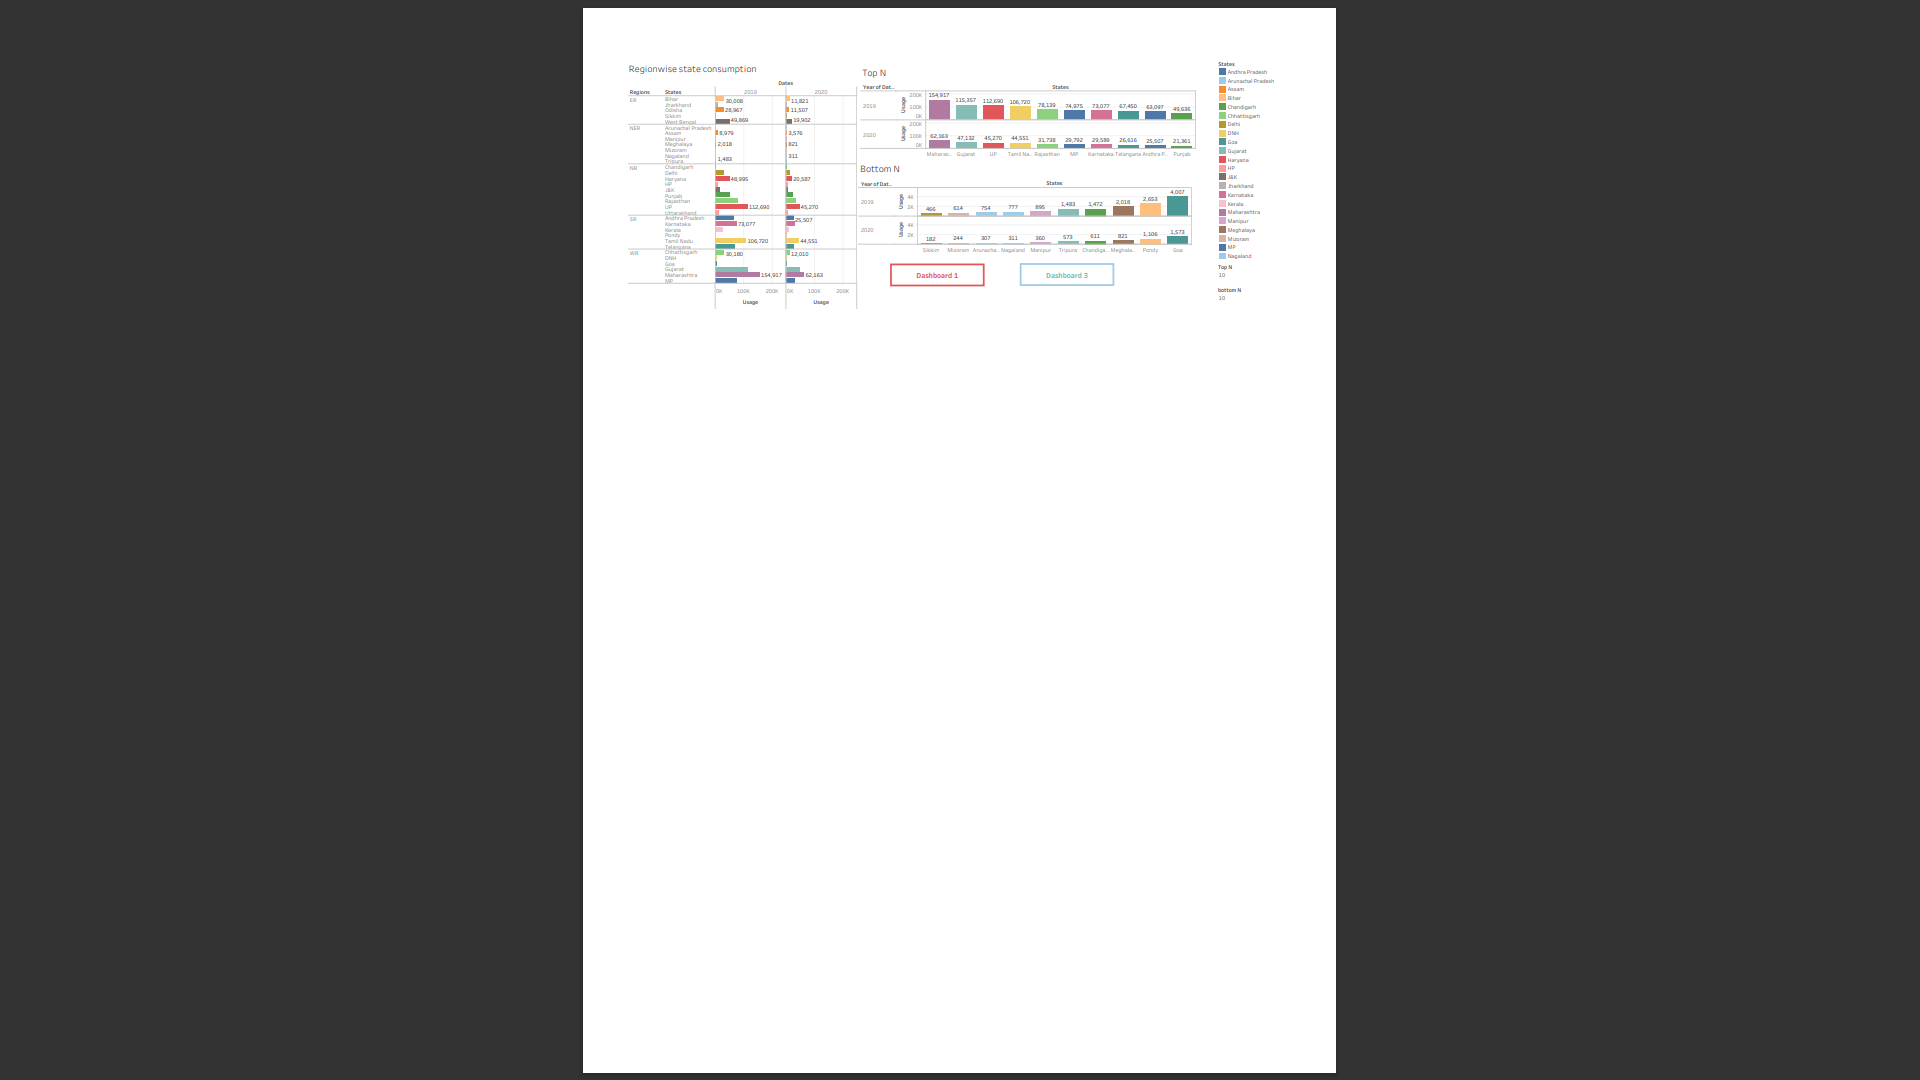 Regionwise state consumption
Dates
Regions States 2019 2020
ER Bihar 30,008 11,821
Jharkhand
Odisha 28,967 11,507
Sikkim
West Bengal 49,869 19,902
NER Arunachal Pradesh
Assam 8,979 3,576
Manipur
Meghalaya 2,018 821
Mizoram
Nagaland 311
Tripura 1,483
NR Chandigarh
Delhi
Haryana 48,995 20,587
HP
J&K
Punjab
Rajasthan
UP 112,690 45,270
Uttarakhand
SR Andhra Pradesh 25,507
Karnataka 73,077
Kerala
Pondy
Tamil Nadu 106,720 44,551
Telangana
WR Chhattisgarh 30,180 12,010
DNH
Goa
Gujarat
Maharashtra 154,917 62,163
MP
0K 100K 200K 0K 100K 200K
Usage Usage
Top N
Year of Dat.. States
2019 Usage 200K 100K 0K
154,917 115,357 112,690 106,720 78,139 74,975 73,077 67,450 63,097 49,636
2020 Usage 200K 100K 0K
62,163 47,132 45,270 44,551 31,738 29,792 29,589 26,616 25,507 21,361
Maharas.. Gujarat UP Tamil Na.. Rajasthan MP Karnataka Telangana Andhra P.. Punjab
Bottom N
Year of Dat.. States
2019 Usage 4K 2K
466 614 754 777 895 1,483 1,472 2,018 2,653 4,007
2020 Usage 4K 2K
182 244 307 311 360 573 611 821 1,106 1,573
Sikkim Mizoram Arunacha.. Nagaland Manipur Tripura Chandiga.. Meghala.. Pondy Goa
Dashboard 1
Dashboard 3
States
Andhra Pradesh
Arunachal Pradesh
Assam
Bihar
Chandigarh
Chhattisgarh
Delhi
DNH
Goa
Gujarat
Haryana
HP
J&K
Jharkhand
Karnataka
Kerala
Maharashtra
Manipur
Meghalaya
Mizoram
MP
Nagaland
Top N
10
bottom N
10